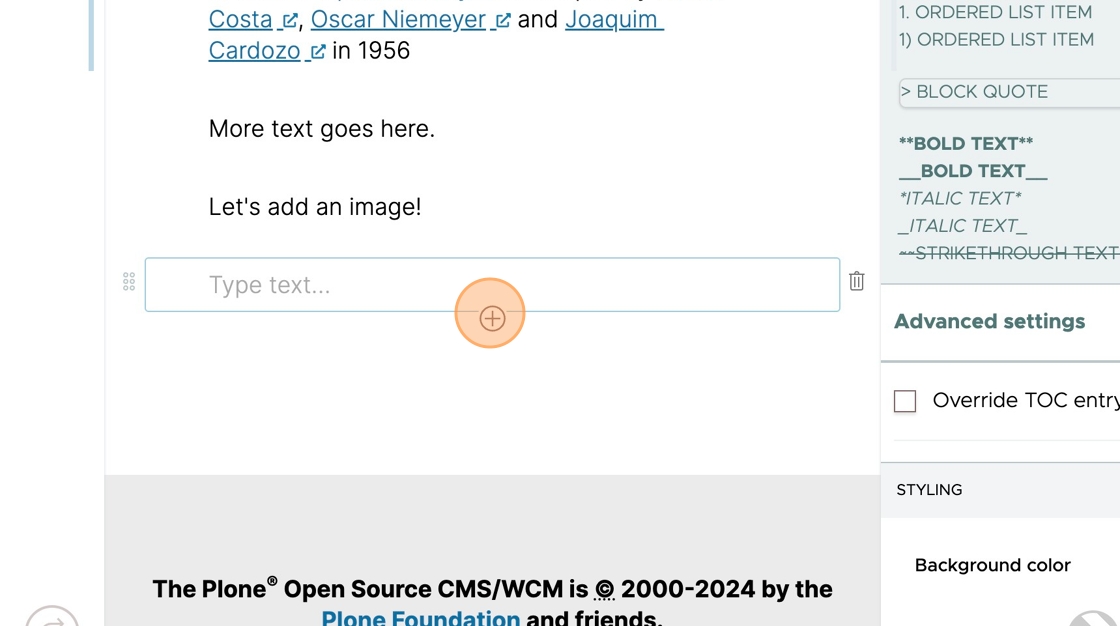 Costa, Oscar Niemeyer and Joaquim
Cardozo in 1956
More text goes here.
Let's add an image!
Type text...
The Plone® Open Source CMS/WCM is © 2000-2024 by the
Plone Foundation and friends.
1. ORDERED LIST ITEM
1) ORDERED LIST ITEM
> BLOCK QUOTE
**BOLD TEXT**
__BOLD TEXT__
*ITALIC TEXT*
_ITALIC TEXT_
~~STRIKETHROUGH TEXT
Advanced settings
Override TOC entry
STYLING
Background color